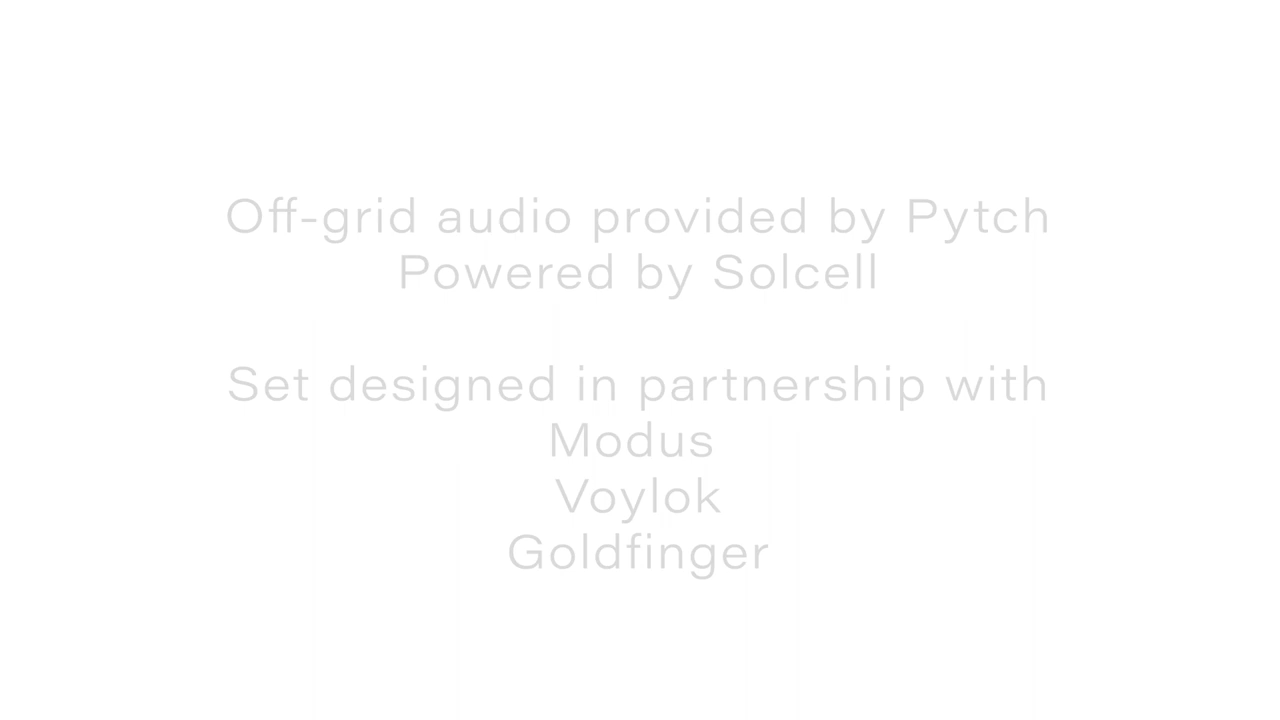 Off-grid audio provided by Pytch
Powered by Solcell
Set designed in partnership with
Modus
Voylok
Goldfinger